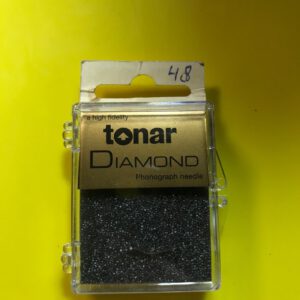 48
a high fidelity
tonar
DIAMOND
Phonograph needle